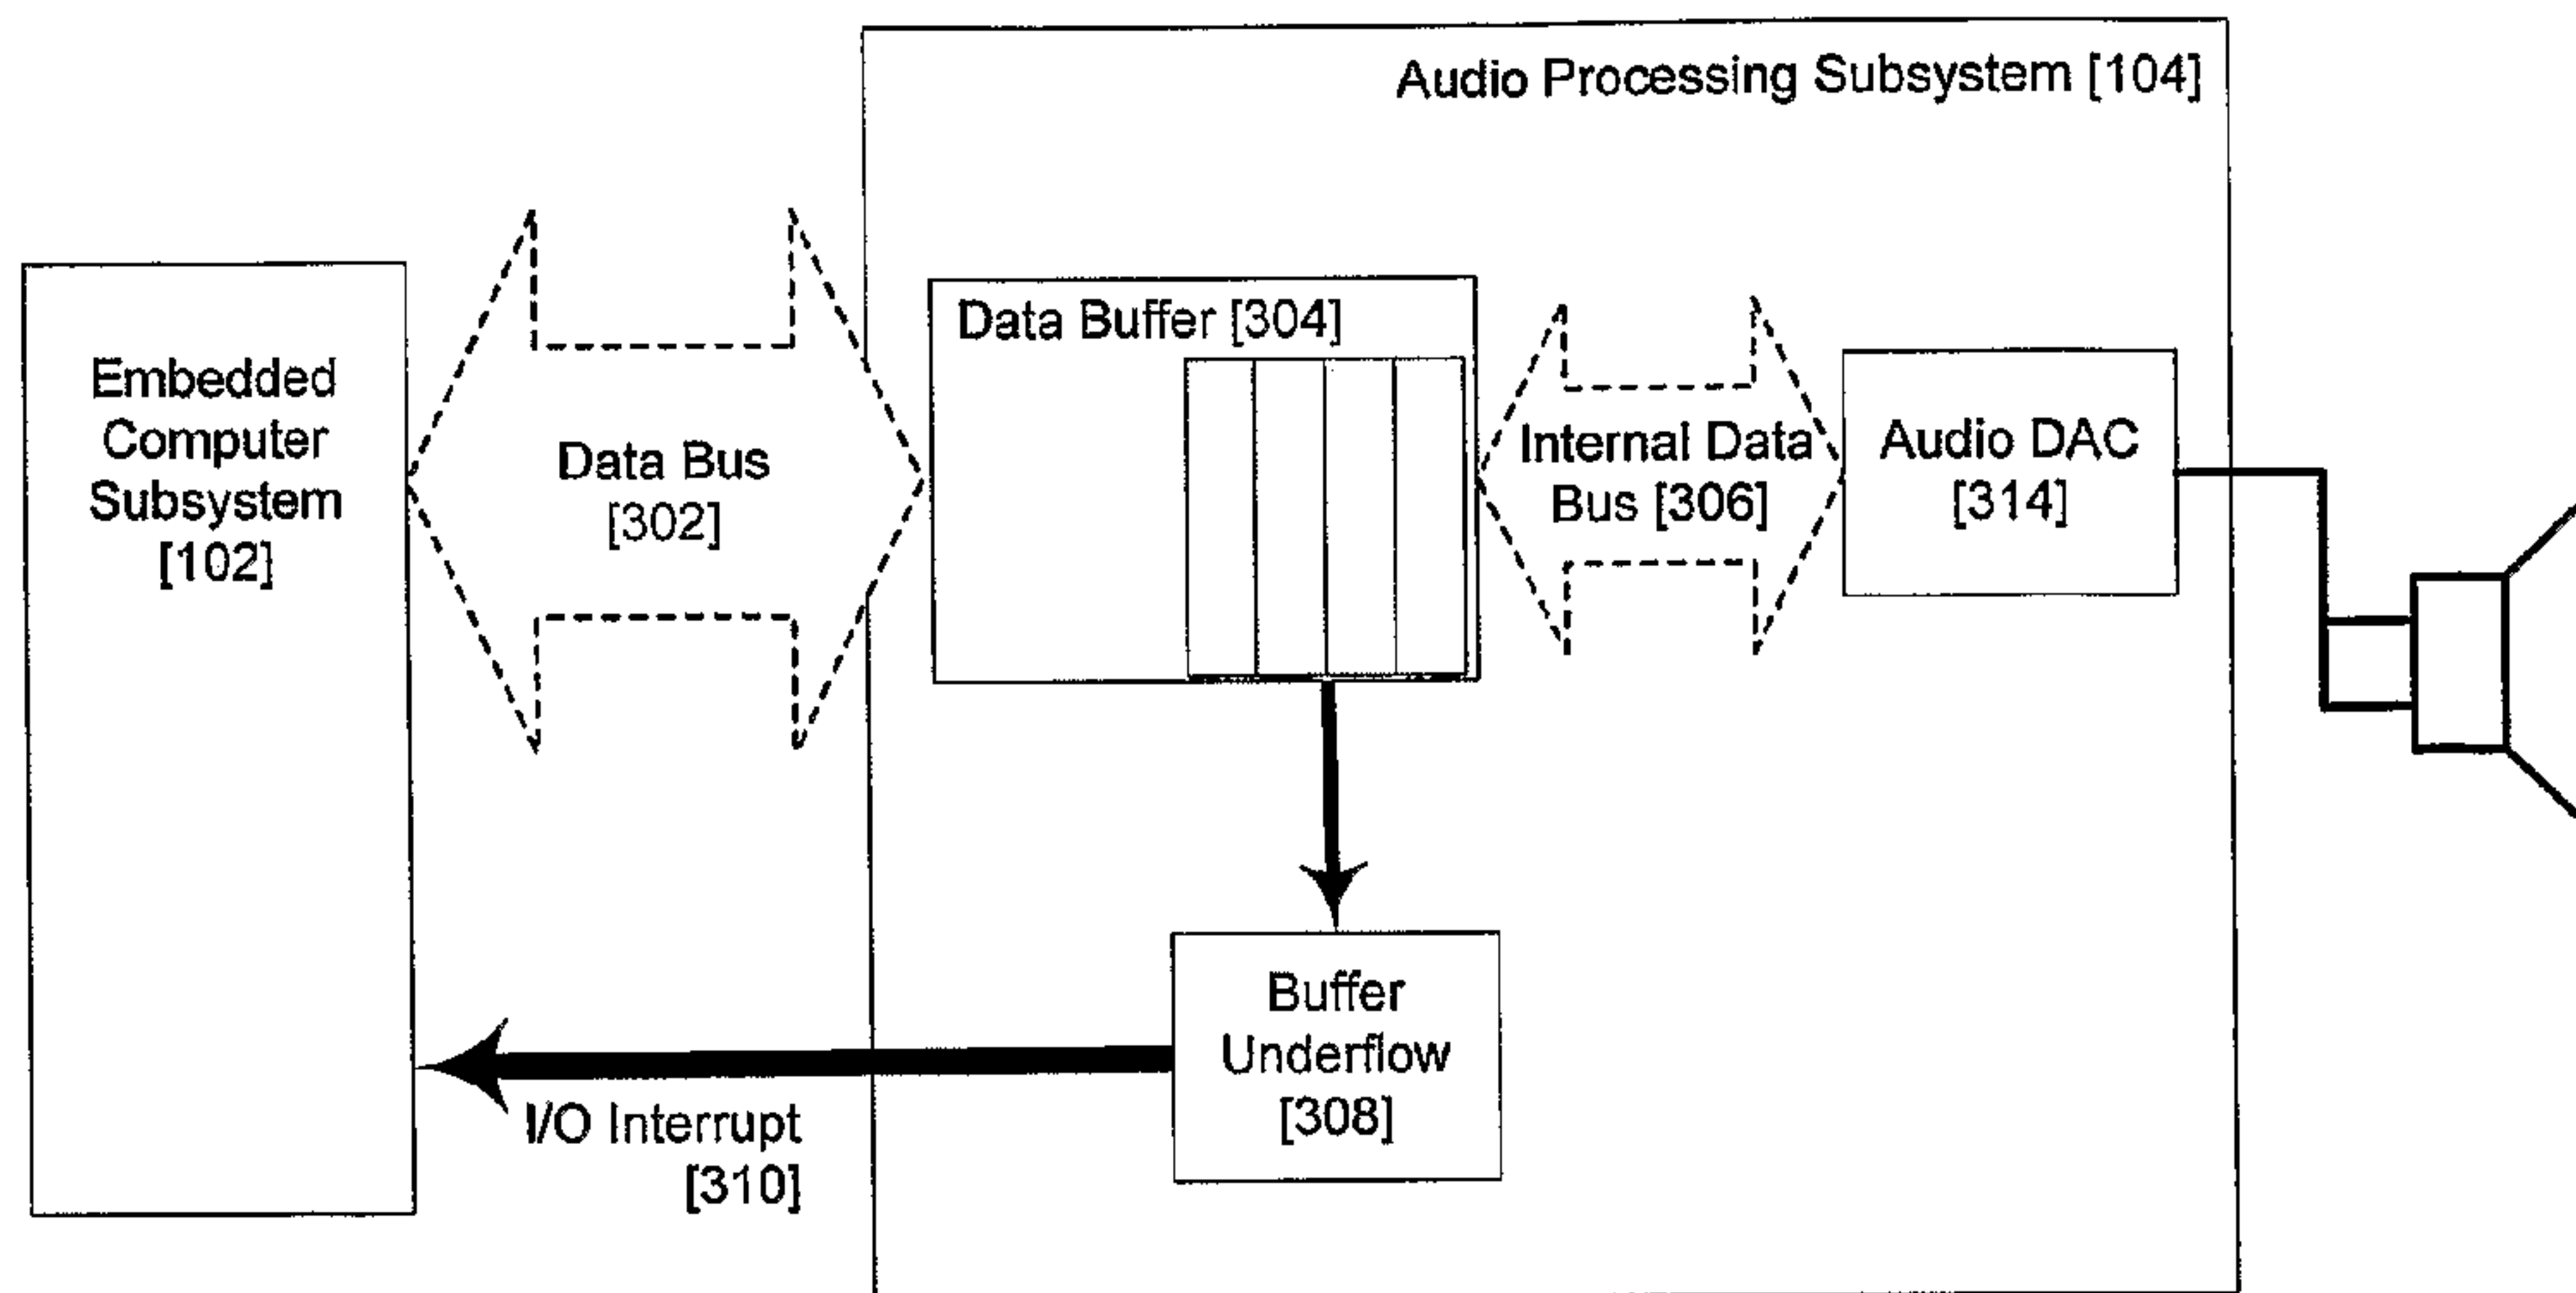 Audio Processing Subsystem [104]
Embedded
Computer
Subsystem
[102]
Data Bus
[302]
Data Buffer [304]
Internal Data
Bus [306]
Audio DAC
[314]
Buffer
Underflow
[308]
I/O Interrupt
[310]